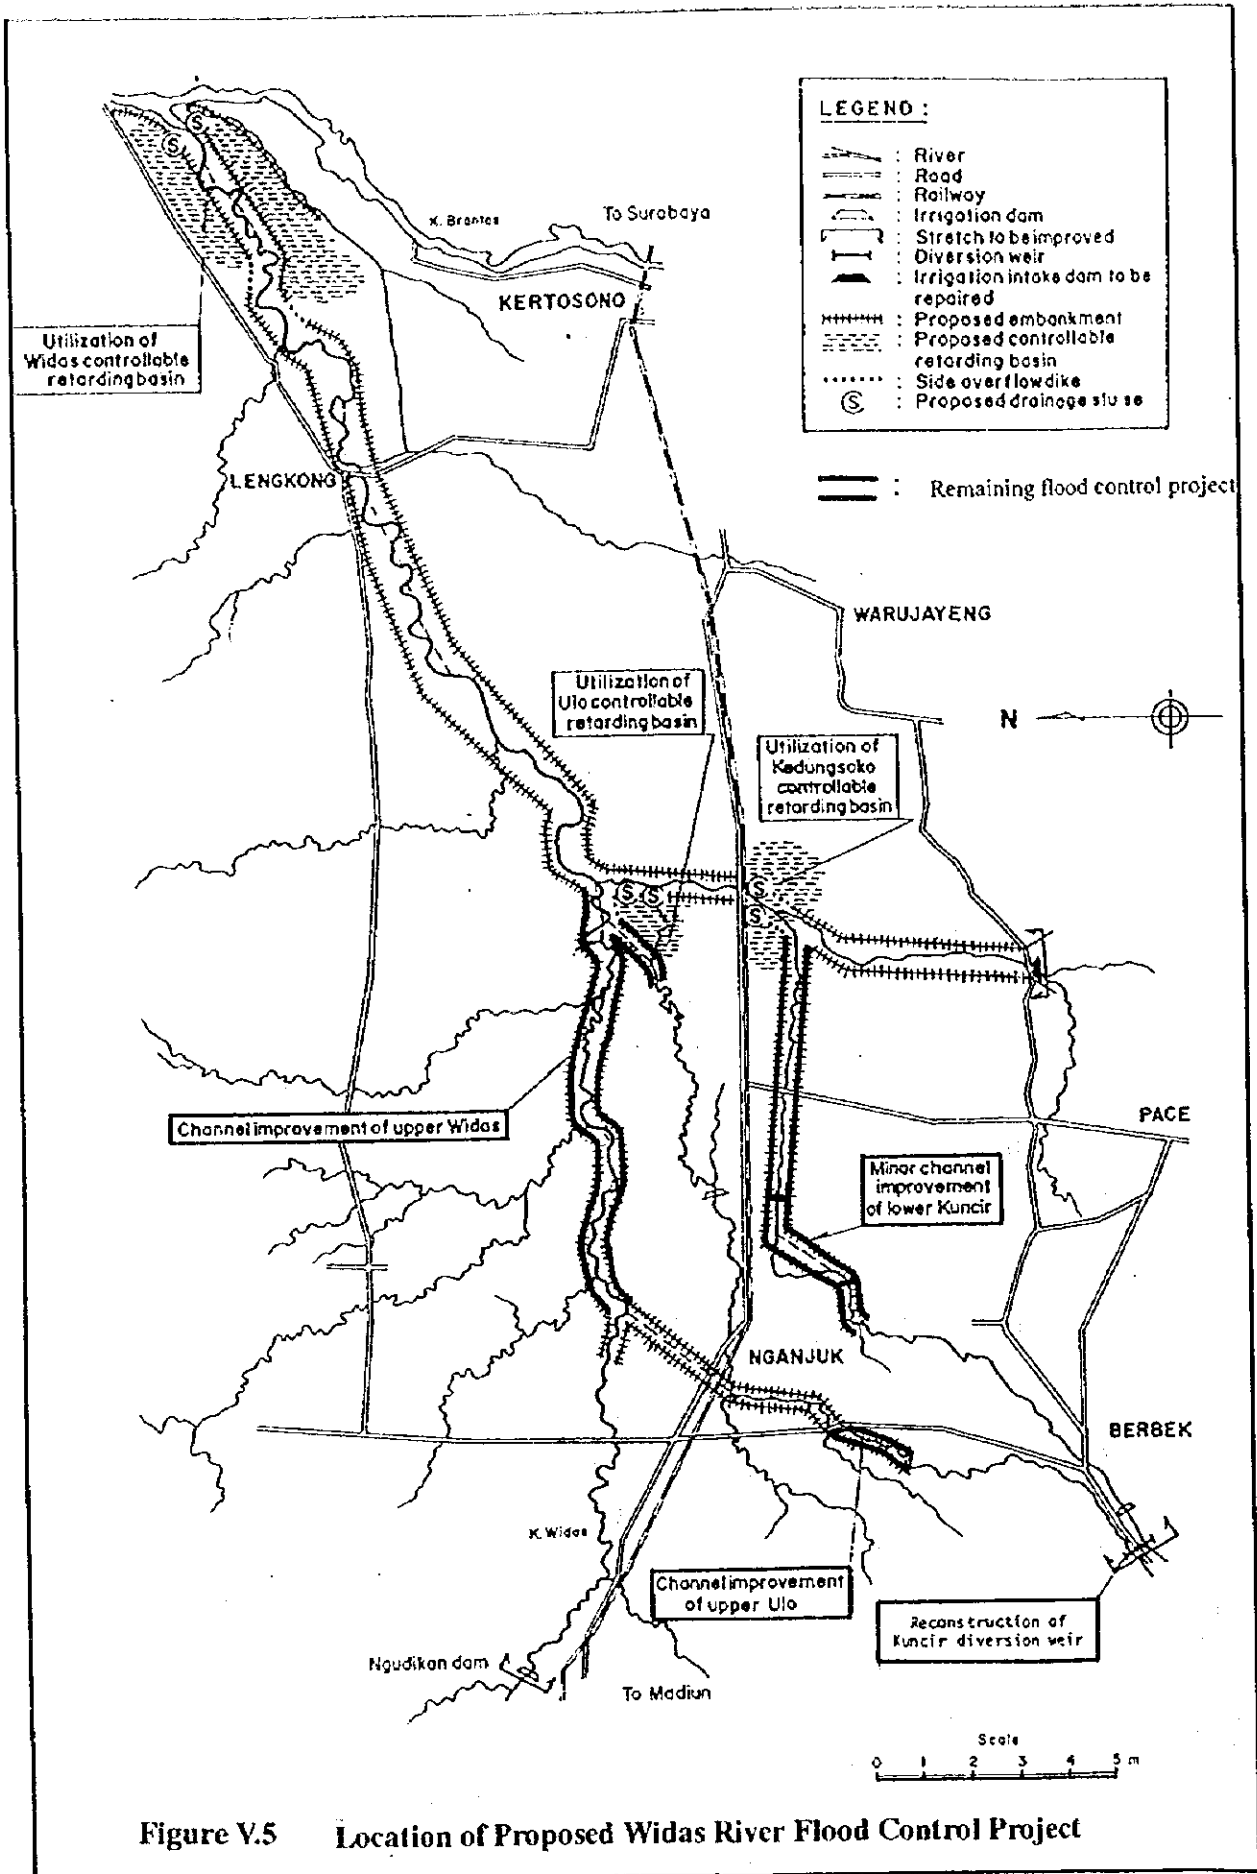 LEGEND :
: River
: Road
: Railway
: Irrigation dam
: Stretch to be improved
: Diversion weir
: Irrigation intake dam to be
repaired
: Proposed embankment
: Proposed controllable
retarding basin
: Side overflow dike
S : Proposed drainage slu se
: Remaining flood control project
S
S
K. Brantas
To Surabaya
KERTOSONO
Utilization of
Widas controllable
retarding basin
LENGKONG
WARUJAYENG
Utilization of
Ulo controllable
retarding basin
N
Utilization of
Kedungsoko
controllable
retarding basin
S
S
S
S
Channel improvement of upper Widas
PACE
Minor channel
improvement
of lower Kuncir
NGANJUK
BERBEK
K. Widas
Channel improvement
of upper Ulo
Reconstruction of
Kuncir diversion weir
Ngudikan dam
To Madiun
Scale
0 1 2 3 4 5 m
Figure V.5 Location of Proposed Widas River Flood Control Project